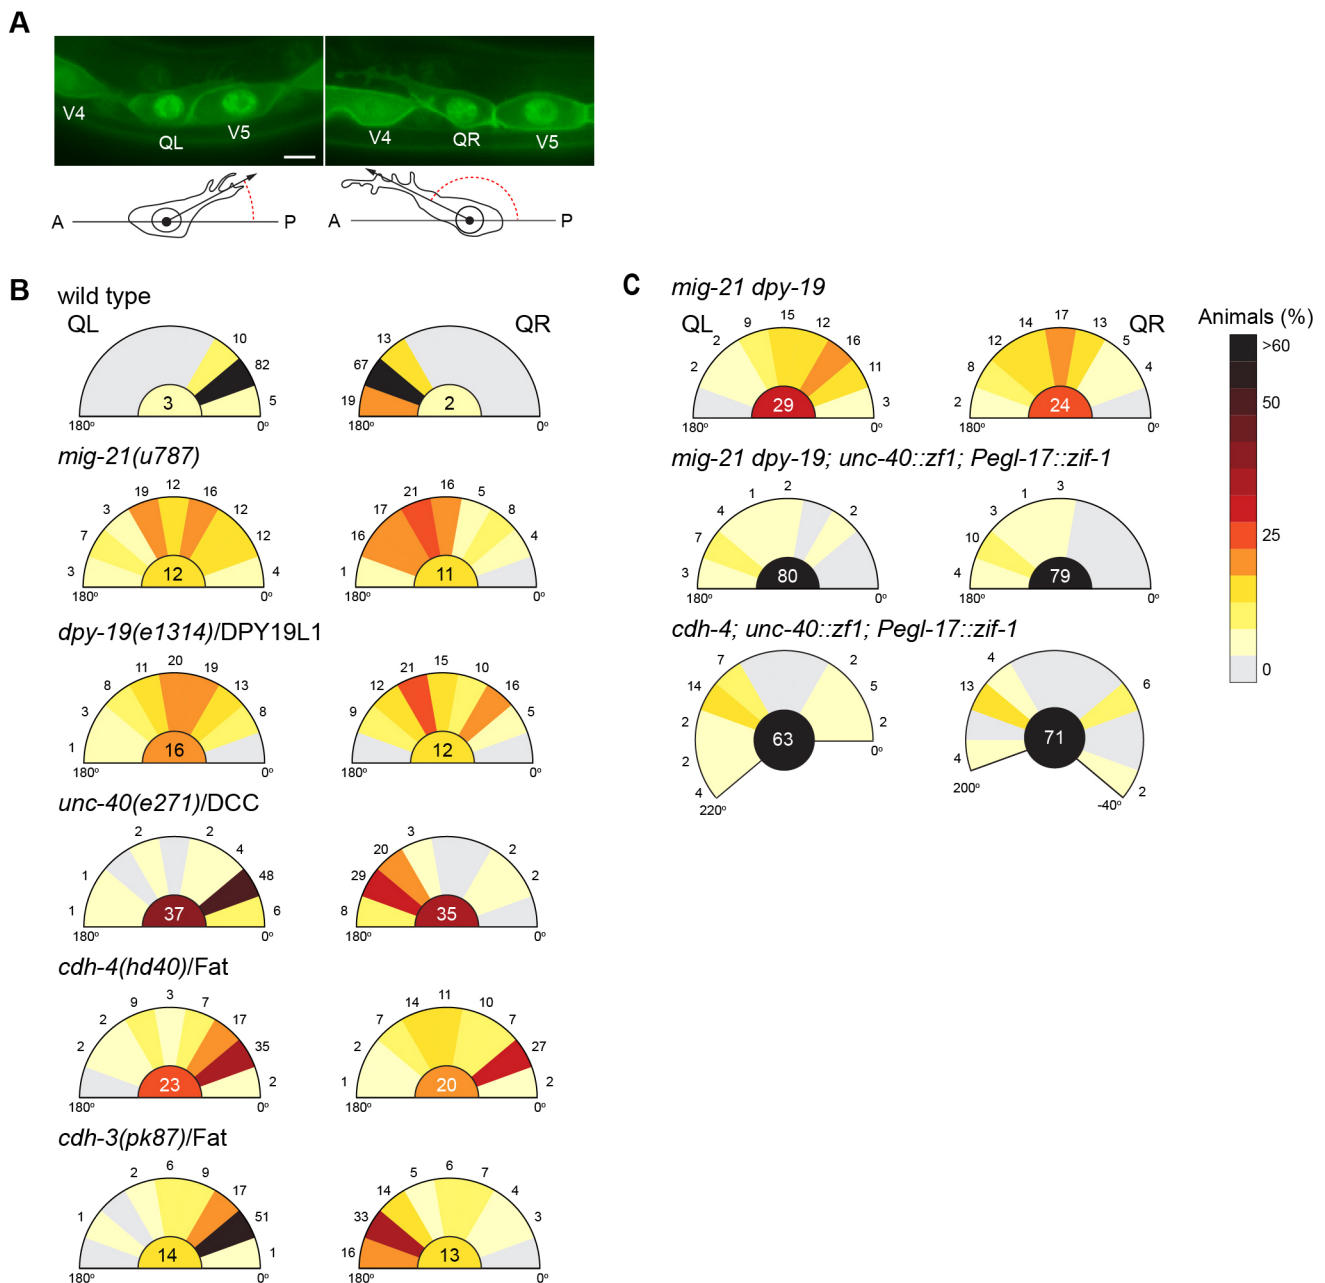 A
V4
QL
V5
V4
QR
V5
A
P
A
P
B
wild type
QL
QR
10
82
5
3
180º
0º
13
67
19
2
180º
0º
mig-21(u787)
3
7
3
19
12
16
12
12
4
12
180º
0º
1
16
17
21
16
5
8
4
11
180º
0º
dpy-19(e1314)/DPY19L1
1
3
8
11
20
19
13
8
16
180º
0º
9
12
21
15
10
16
5
12
180º
0º
unc-40(e271)/DCC
1
1
2
2
4
48
6
37
180º
0º
8
29
20
3
2
2
35
180º
0º
cdh-4(hd40)/Fat
2
2
9
3
7
17
35
2
23
180º
0º
1
2
7
14
11
10
7
27
2
20
180º
0º
cdh-3(pk87)/Fat
1
2
6
9
17
51
1
14
180º
0º
16
33
14
5
6
7
4
3
13
180º
0º
C
mig-21 dpy-19
QL
QR
2
2
9
15
12
16
11
3
29
180º
0º
2
8
12
14
17
13
5
4
24
180º
0º
mig-21 dpy-19; unc-40::zf1; Pegl-17::zif-1
3
7
4
1
2
2
80
180º
0º
4
10
3
1
3
79
180º
0º
cdh-4; unc-40::zf1; Pegl-17::zif-1
4
2
2
14
7
2
5
2
63
220º
0º
4
13
4
6
2
71
200º
-40º
Animals (%)
>60
50
25
0